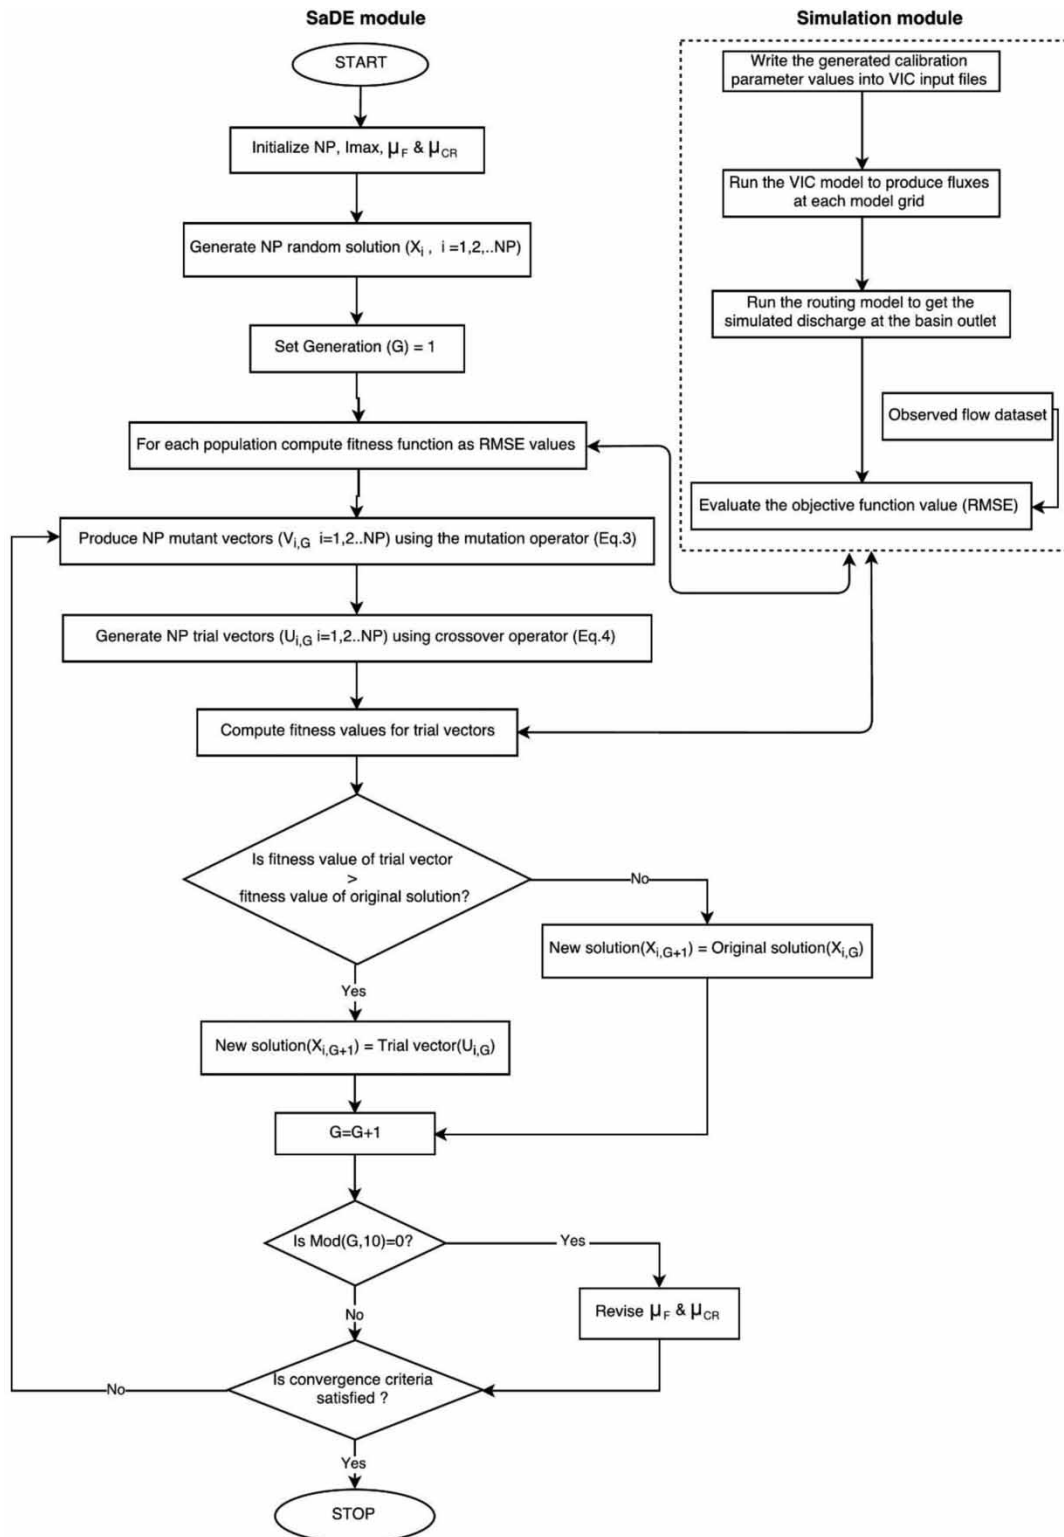 SaDE module
START
Initialize NP, Imax, μF & μCR
Generate NP random solution (Xi , i =1,2,..NP)
Set Generation (G) = 1
For each population compute fitness function as RMSE values
Produce NP mutant vectors (Vi,G i=1,2..NP) using the mutation operator (Eq.3)
Generate NP trial vectors (Ui,G i=1,2..NP) using crossover operator (Eq.4)
Compute fitness values for trial vectors
Is fitness value of trial vector
>
fitness value of original solution?
No
New solution(Xi,G+1) = Original solution(Xi,G)
Yes
New solution(Xi,G+1) = Trial vector(Ui,G)
G=G+1
Is Mod(G,10)=0?
Yes
Revise μF & μCR
No
Is convergence criteria
satisfied ?
No
Yes
STOP
Simulation module
Write the generated calibration
parameter values into VIC input files
Run the VIC model to produce fluxes
at each model grid
Run the routing model to get the
simulated discharge at the basin outlet
Observed flow dataset
Evaluate the objective function value (RMSE)